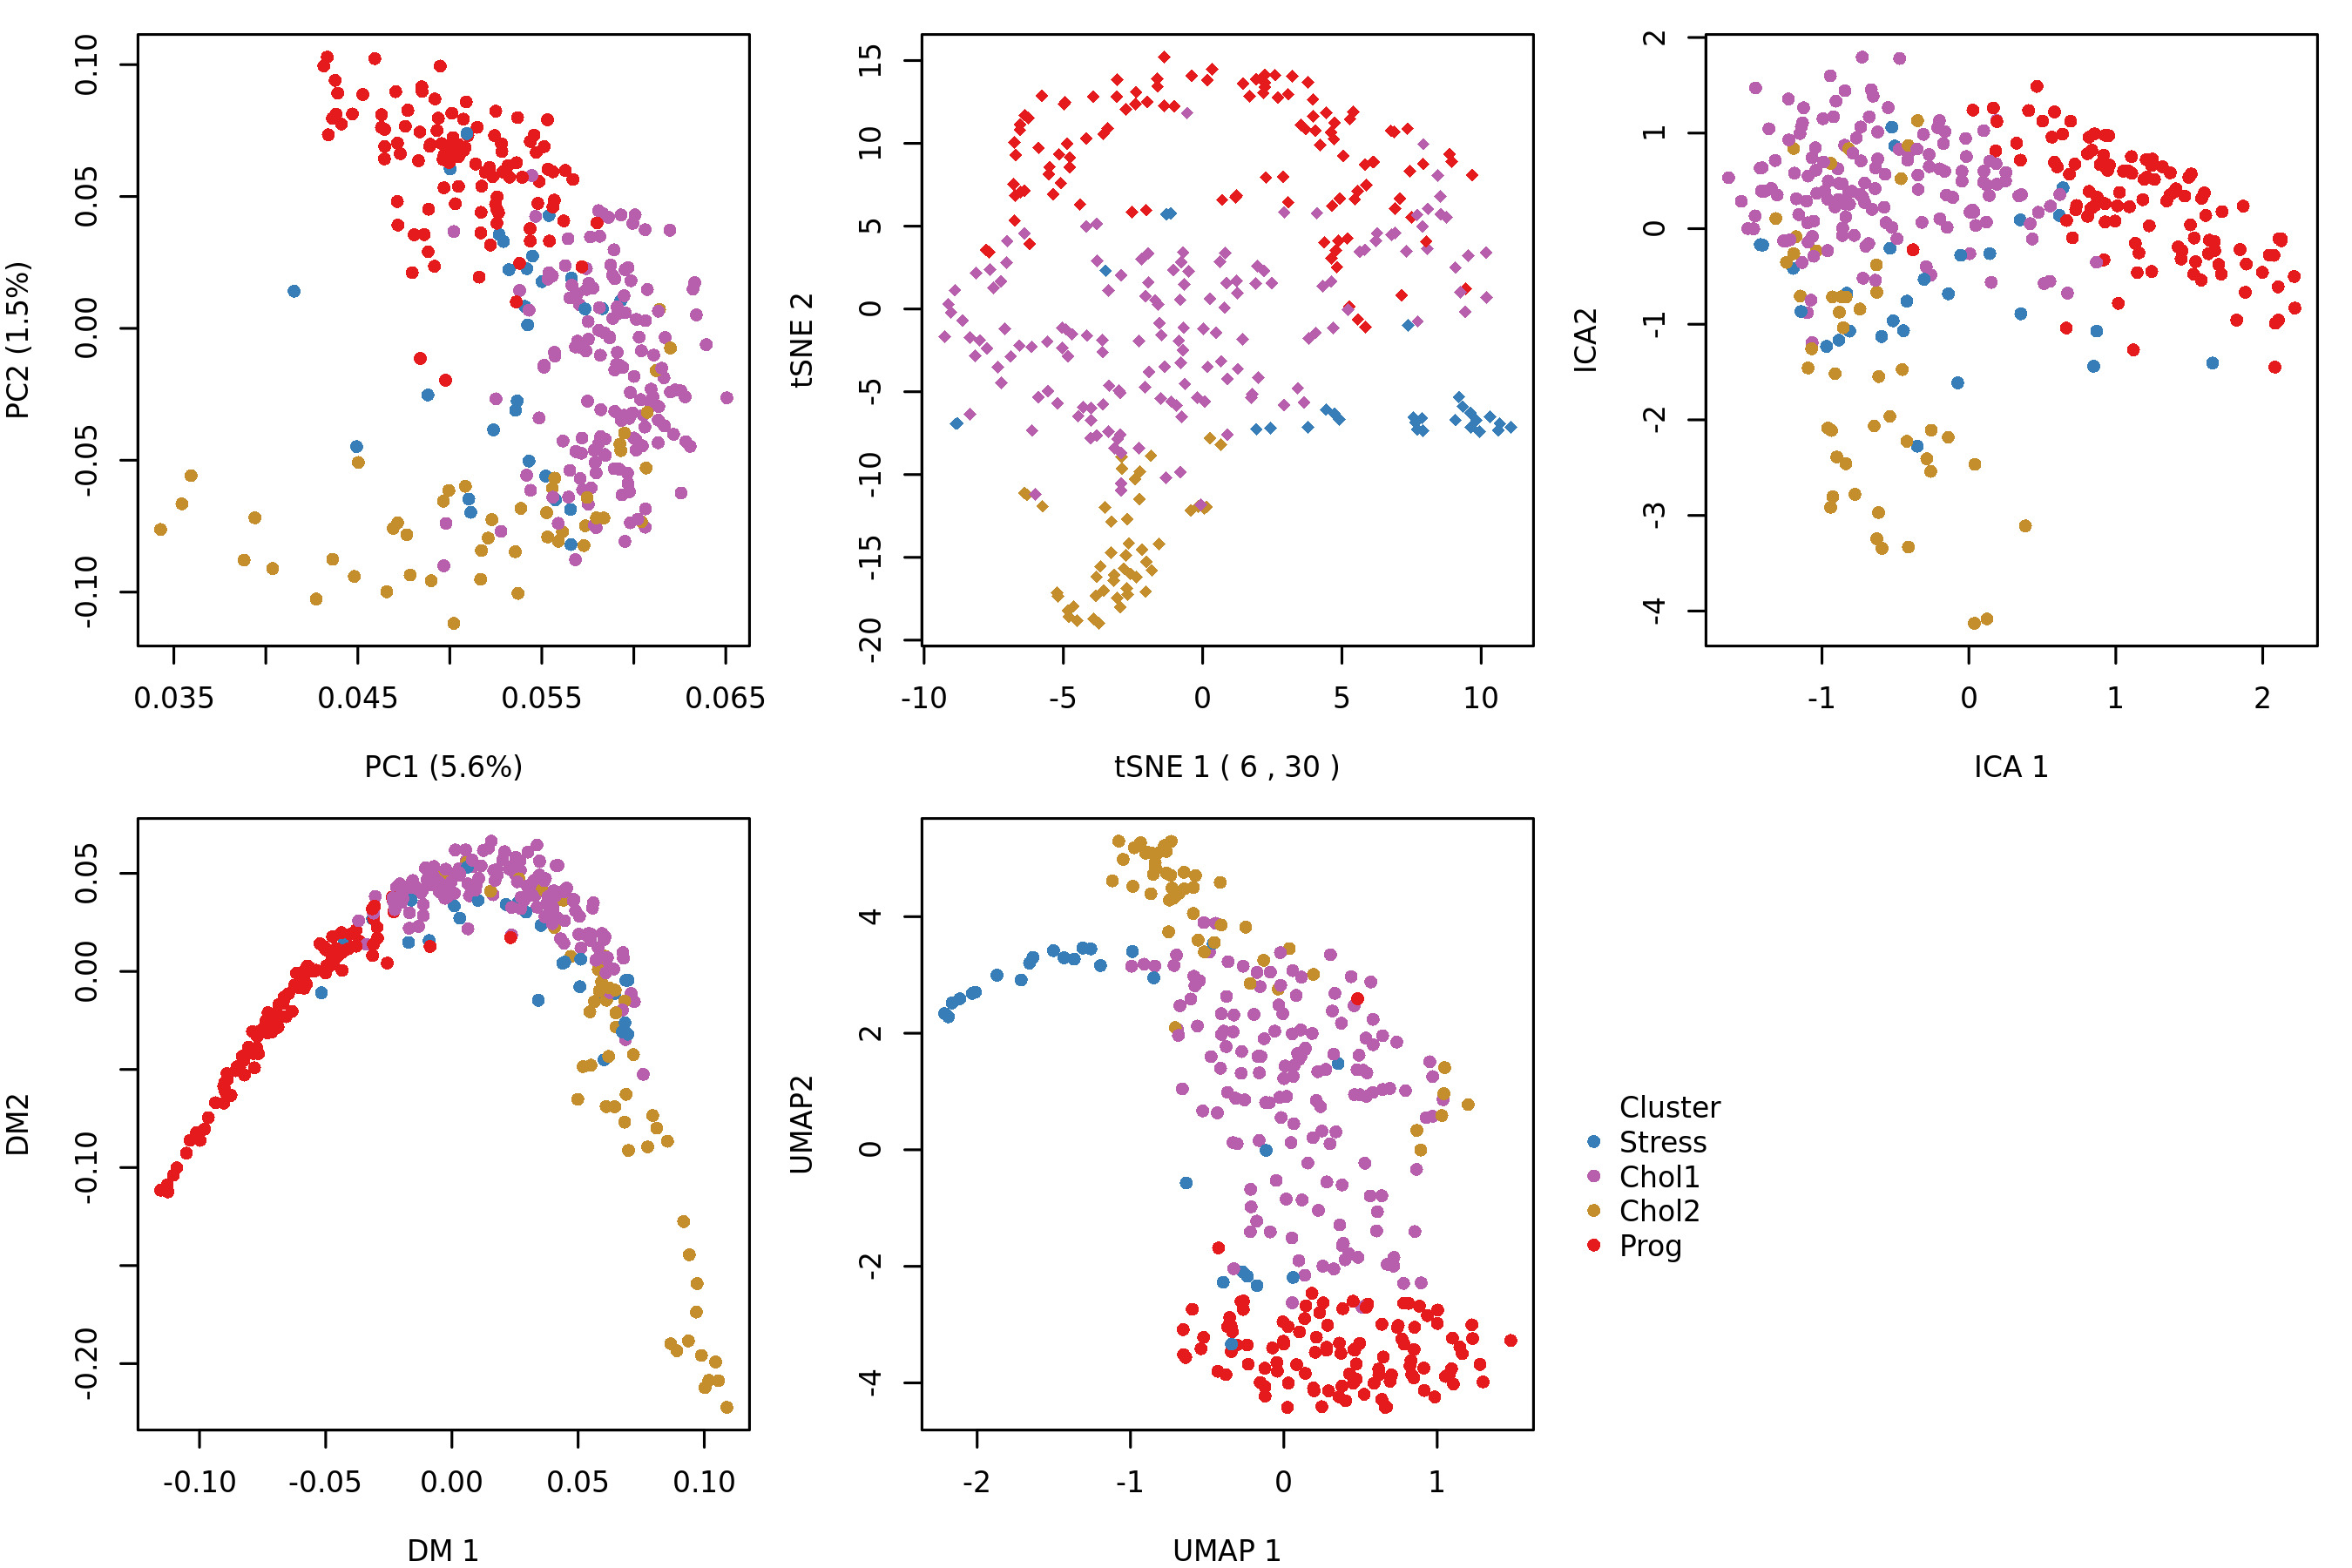 0.10
0.05
0.00
-0.05
-0.10
PC2 (1.5%)
0.035 0.045 0.055 0.065
PC1 (5.6%)
15
10
5
0
-5
-10
-15
-20
tSNE 2
-10 -5 0 5 10
tSNE 1 ( 6 , 30 )
2
1
0
-1
-2
-3
-4
ICA2
-1 0 1 2
ICA 1
0.05
0.00
-0.10
-0.20
DM2
-0.10 -0.05 0.00 0.05 0.10
DM 1
4
2
0
-2
-4
UMAP2
-2 -1 0 1
UMAP 1
Cluster
Stress
Chol1
Chol2
Prog